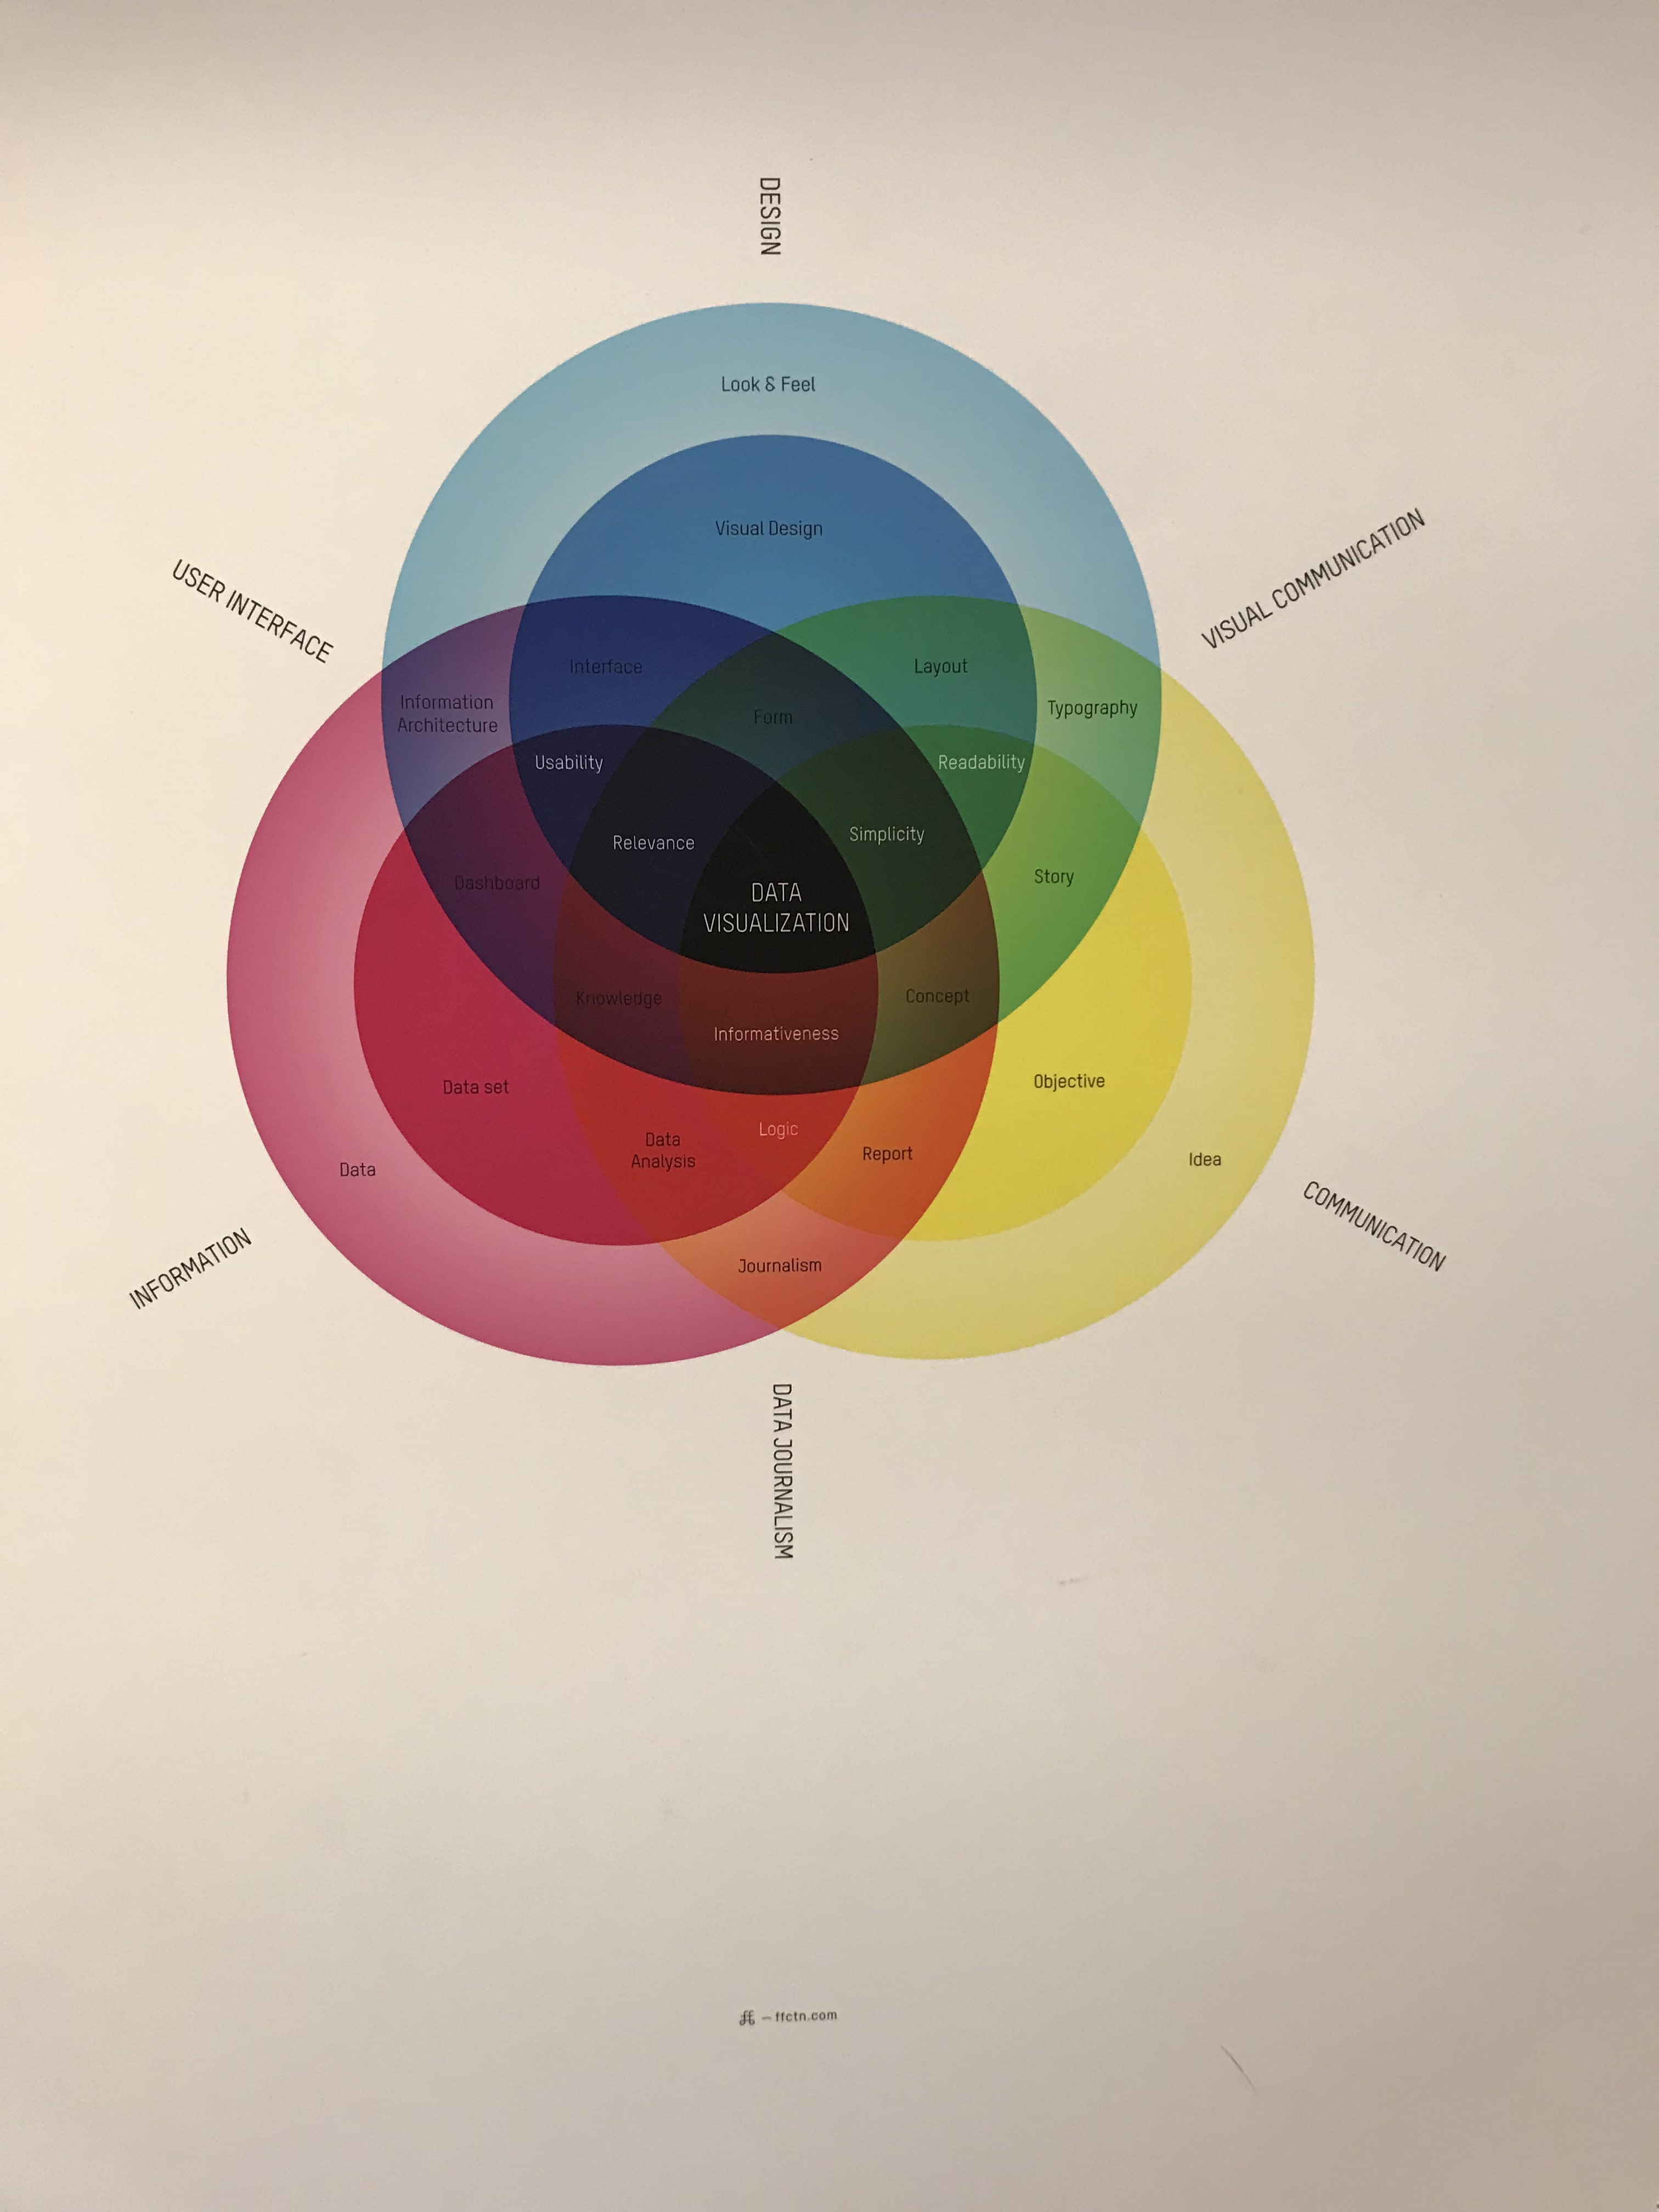 DESIGN
Look & Feel
VISUAL COMMUNICATION
Visual Design
USER INTERFACE
Interface
Layout
Information
Architecture
Typography
Form
Usability
Readability
Relevance
Simplicity
Dashboard
Story
DATA
VISUALIZATION
Knowledge
Concept
Informativeness
Data set
Objective
Logic
Data
Analysis
Report
Data
Idea
COMMUNICATION
INFORMATION
Journalism
DATA JOURNALISM
– ffctn.com